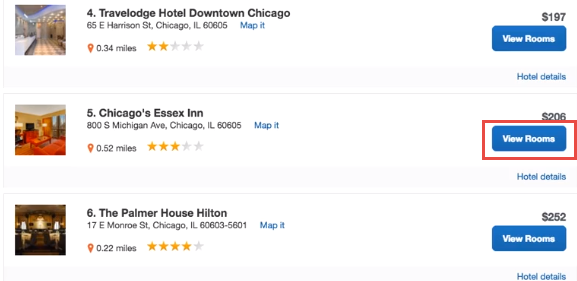 4. Travelodge Hotel Downtown Chicago
$197
65 E Harrison St, Chicago, IL 60605 Map it
View Rooms
0.34 miles
Hotel details
5. Chicago's Essex Inn
$206
800 S Michigan Ave, Chicago, IL 60605 Map it
View Rooms
0.52 miles
Hotel details
6. The Palmer House Hilton
$252
17 E Monroe St, Chicago, IL 60603-5601 Map it
View Rooms
0.22 miles
Hotel details